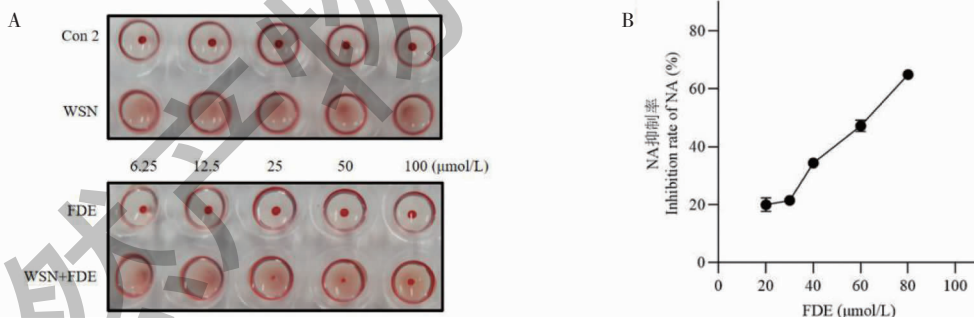 A
Con 2
WSN
6.25 12.5 25 50 100 (μmol/L)
FDE
WSN+FDE
B
NA抑制率
Inhibition rate of NA (%)
80
60
40
20
0
0 20 40 60 80 100
FDE (μmol/L)